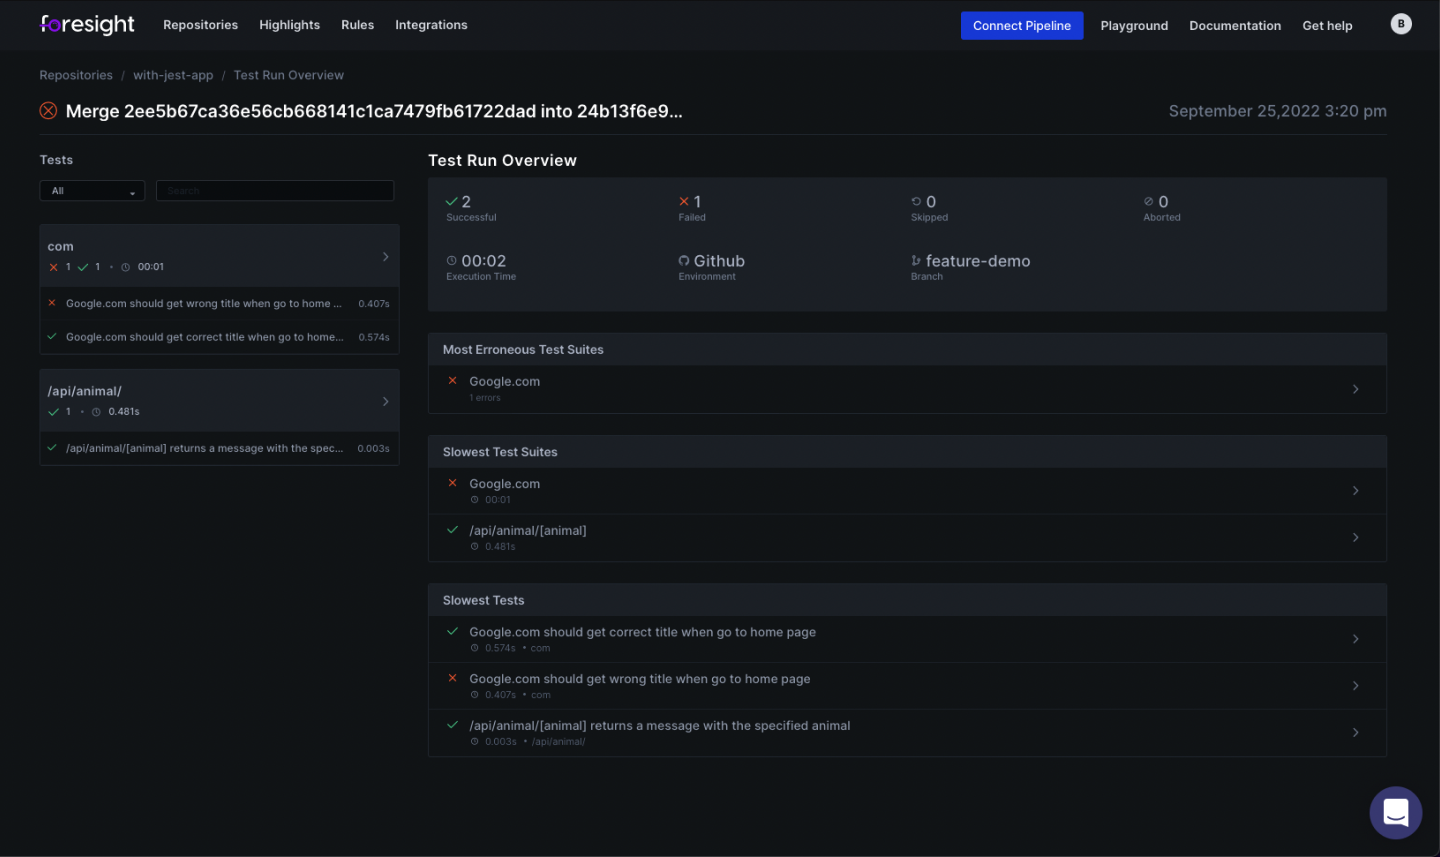 foresight Repositories Highlights Rules Integrations Connect Pipeline Playground Documentation Get help B
Repositories / with-jest-app / Test Run Overview
Merge 2ee5b67ca36e56cb668141c1ca7479fb61722dad into 24b13f6e9... September 25,2022 3:20 pm
Tests
All Search
com
1 1 • 00:01
Google.com should get wrong title when go to home ... 0.407s
Google.com should get correct title when go to home... 0.574s
/api/animal/
1 • 0.481s
/api/animal/[animal] returns a message with the spec... 0.003s
Test Run Overview
2 1 0 0
Successful Failed Skipped Aborted
00:02 Github feature-demo
Execution Time Environment Branch
Most Erroneous Test Suites
Google.com
1 errors
Slowest Test Suites
Google.com
00:01
/api/animal/[animal]
0.481s
Slowest Tests
Google.com should get correct title when go to home page
0.574s • com
Google.com should get wrong title when go to home page
0.407s • com
/api/animal/[animal] returns a message with the specified animal
0.003s • /api/animal/